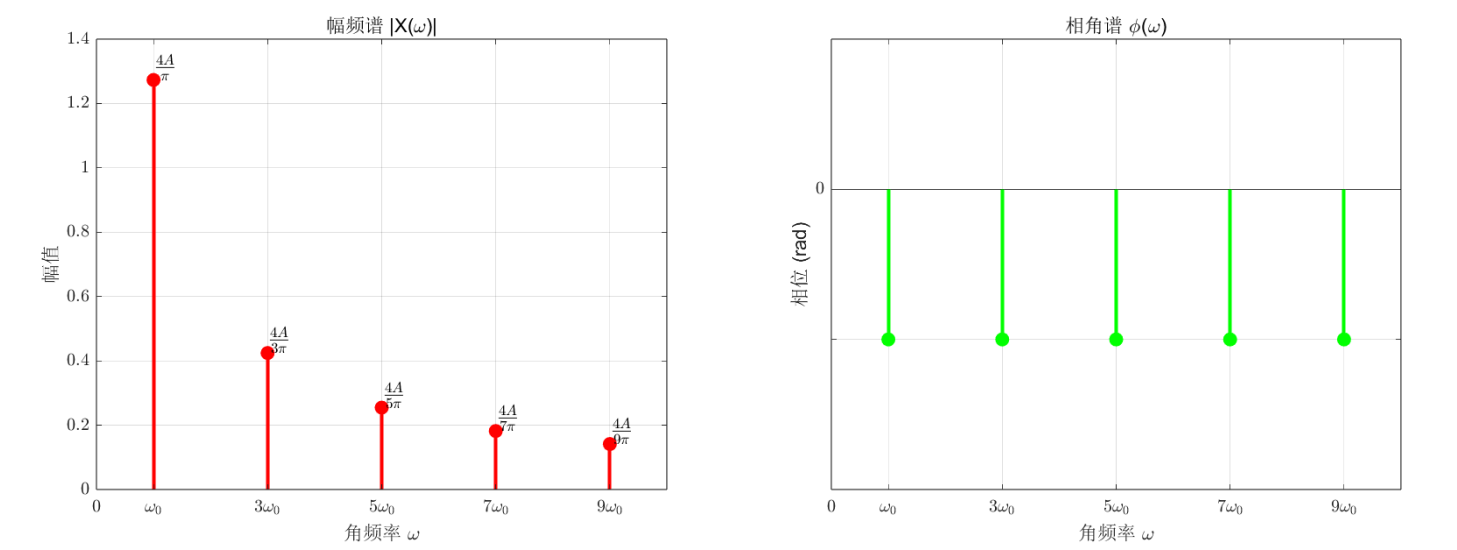 幅频谱 |X(ω)|
1.4
1.2
1
0.8
0.6
0.4
0.2
0
幅值
4A/π
4A/3π
4A/5π
4A/7π
4A/9π
0 ω₀ 3ω₀ 5ω₀ 7ω₀ 9ω₀
角频率 ω
相角谱 ϕ(ω)
0
相位 (rad)
0 ω₀ 3ω₀ 5ω₀ 7ω₀ 9ω₀
角频率 ω